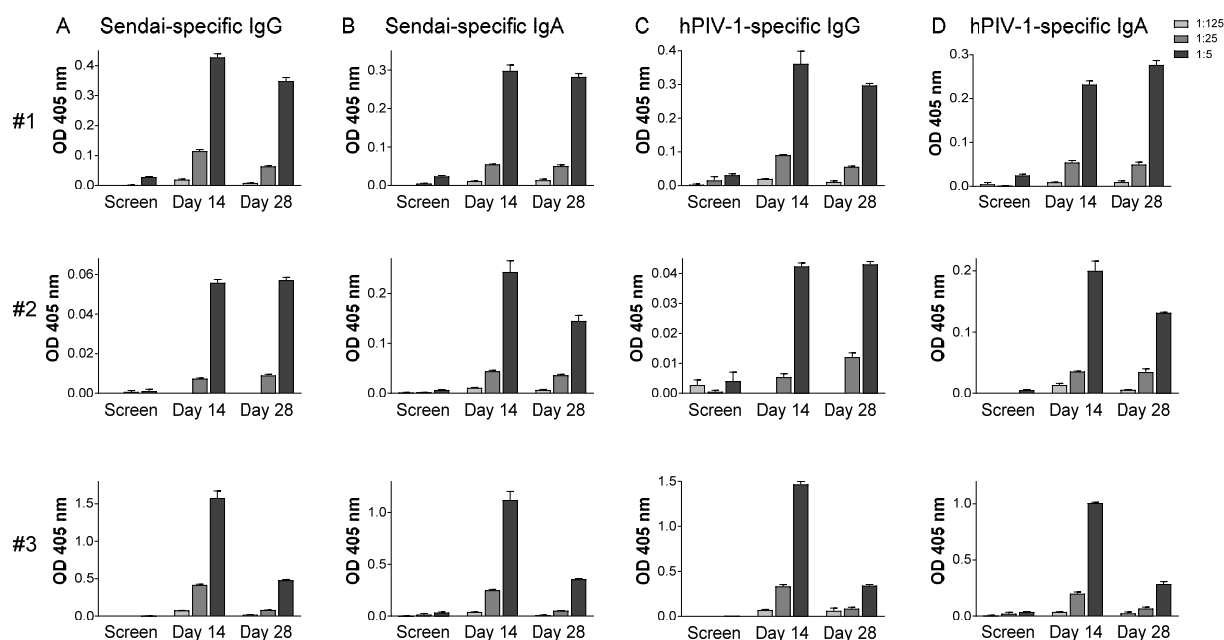 A Sendai-specific IgG B Sendai-specific IgA C hPIV-1-specific IgG D hPIV-1-specific IgA
1:125
1:25
1:5
#1
OD 405 nm
0.4
0.3
0.2
0.1
0.0
Screen Day 14 Day 28
OD 405 nm
0.3
0.2
0.1
0.0
Screen Day 14 Day 28
OD 405 nm
0.4
0.3
0.2
0.1
0.0
Screen Day 14 Day 28
OD 405 nm
0.3
0.2
0.1
0.0
Screen Day 14 Day 28
#2
OD 405 nm
0.06
0.04
0.02
0.00
Screen Day 14 Day 28
OD 405 nm
0.2
0.1
0.0
Screen Day 14 Day 28
OD 405 nm
0.04
0.03
0.02
0.01
0.00
Screen Day 14 Day 28
OD 405 nm
0.2
0.1
0.0
Screen Day 14 Day 28
#3
OD 405 nm
1.5
1.0
0.5
0.0
Screen Day 14 Day 28
OD 405 nm
1.0
0.5
0.0
Screen Day 14 Day 28
OD 405 nm
1.5
1.0
0.5
0.0
Screen Day 14 Day 28
OD 405 nm
1.0
0.5
0.0
Screen Day 14 Day 28